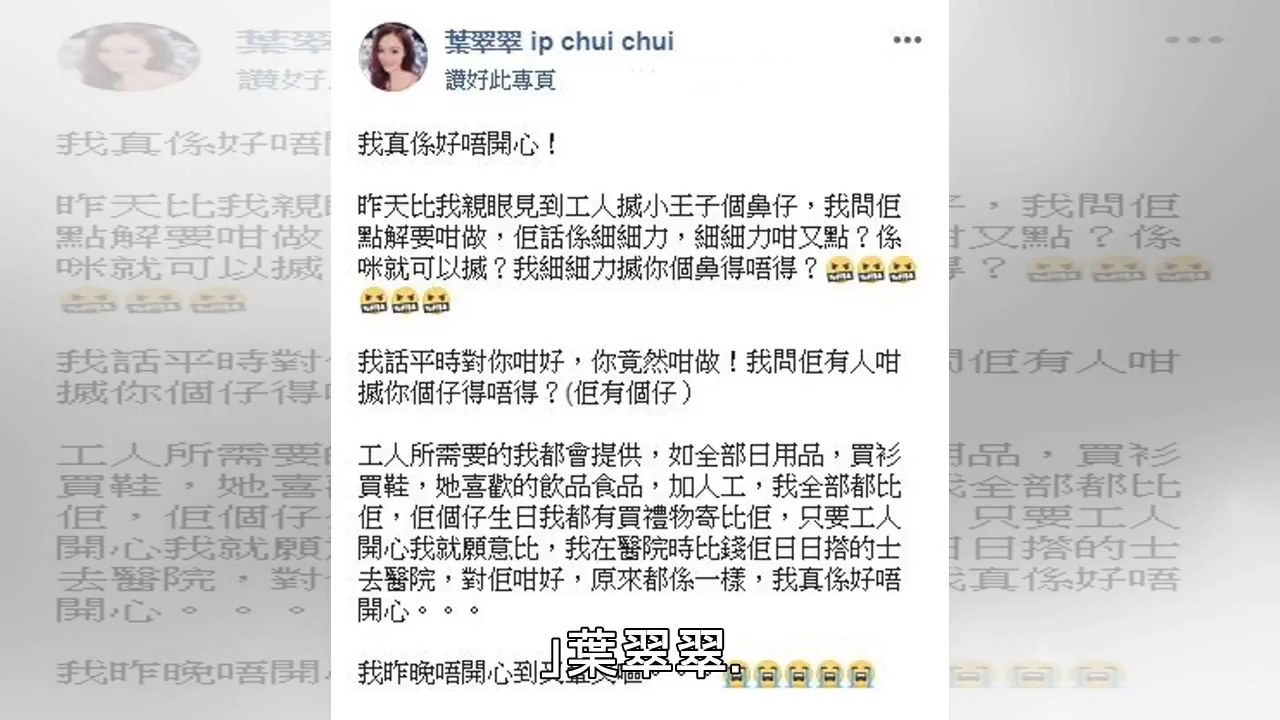 葉翠翠 ip chui chui
讚好此專頁
我真係好唔開心！
昨天比我親眼見到工人搣小王子個鼻仔，我問佢
點解要咁做，佢話係細細力，細細力咁又點？係
咪就可以搣？我細細力搣你個鼻得唔得？
我話平時對你咁好，你竟然咁做！我問佢有人咁
搣你個仔得唔得？(佢有個仔）
工人所需要的我都會提供，如全部日用品，買衫
買鞋，她喜歡的飲品食品，加人工，我全部都比
佢，佢個仔生日我都有買禮物寄比佢，只要工人
開心我就願意比，我在醫院時比錢佢日日搭的士
去醫院，對佢咁好，原來都係一樣，我真係好唔
開心。。。
我昨晚唔開心到
」葉翠翠.